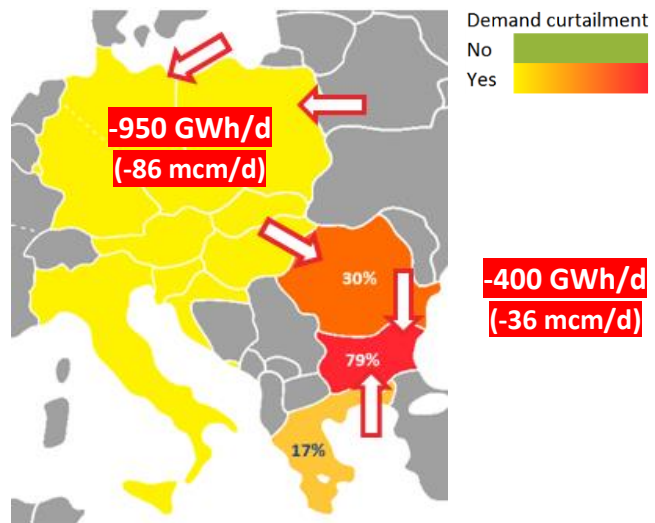 Demand curtailment
No
Yes
-950 GWh/d
(-86 mcm/d)
30%
-400 GWh/d
(-36 mcm/d)
79%
17%